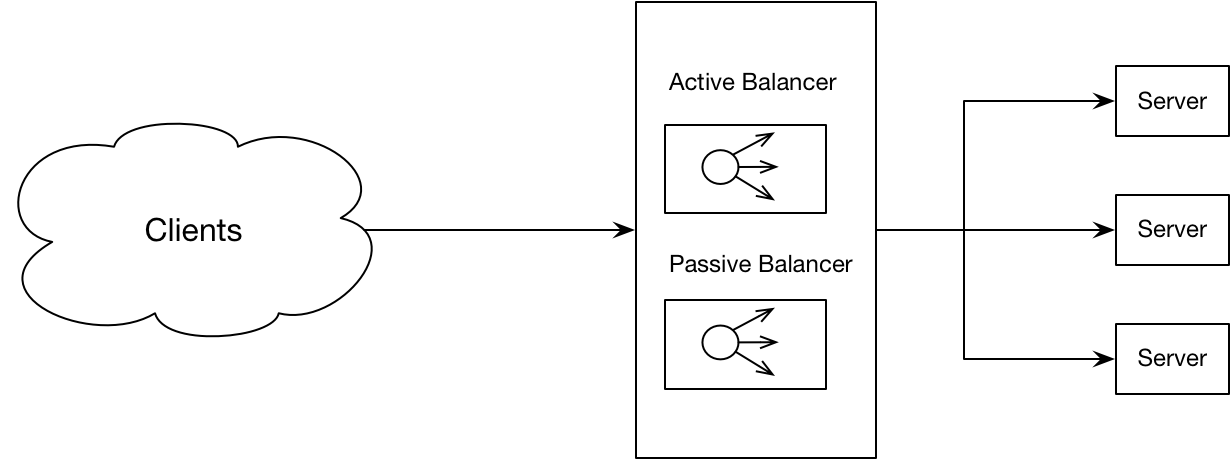 Clients
Active Balancer
Passive Balancer
Server
Server
Server